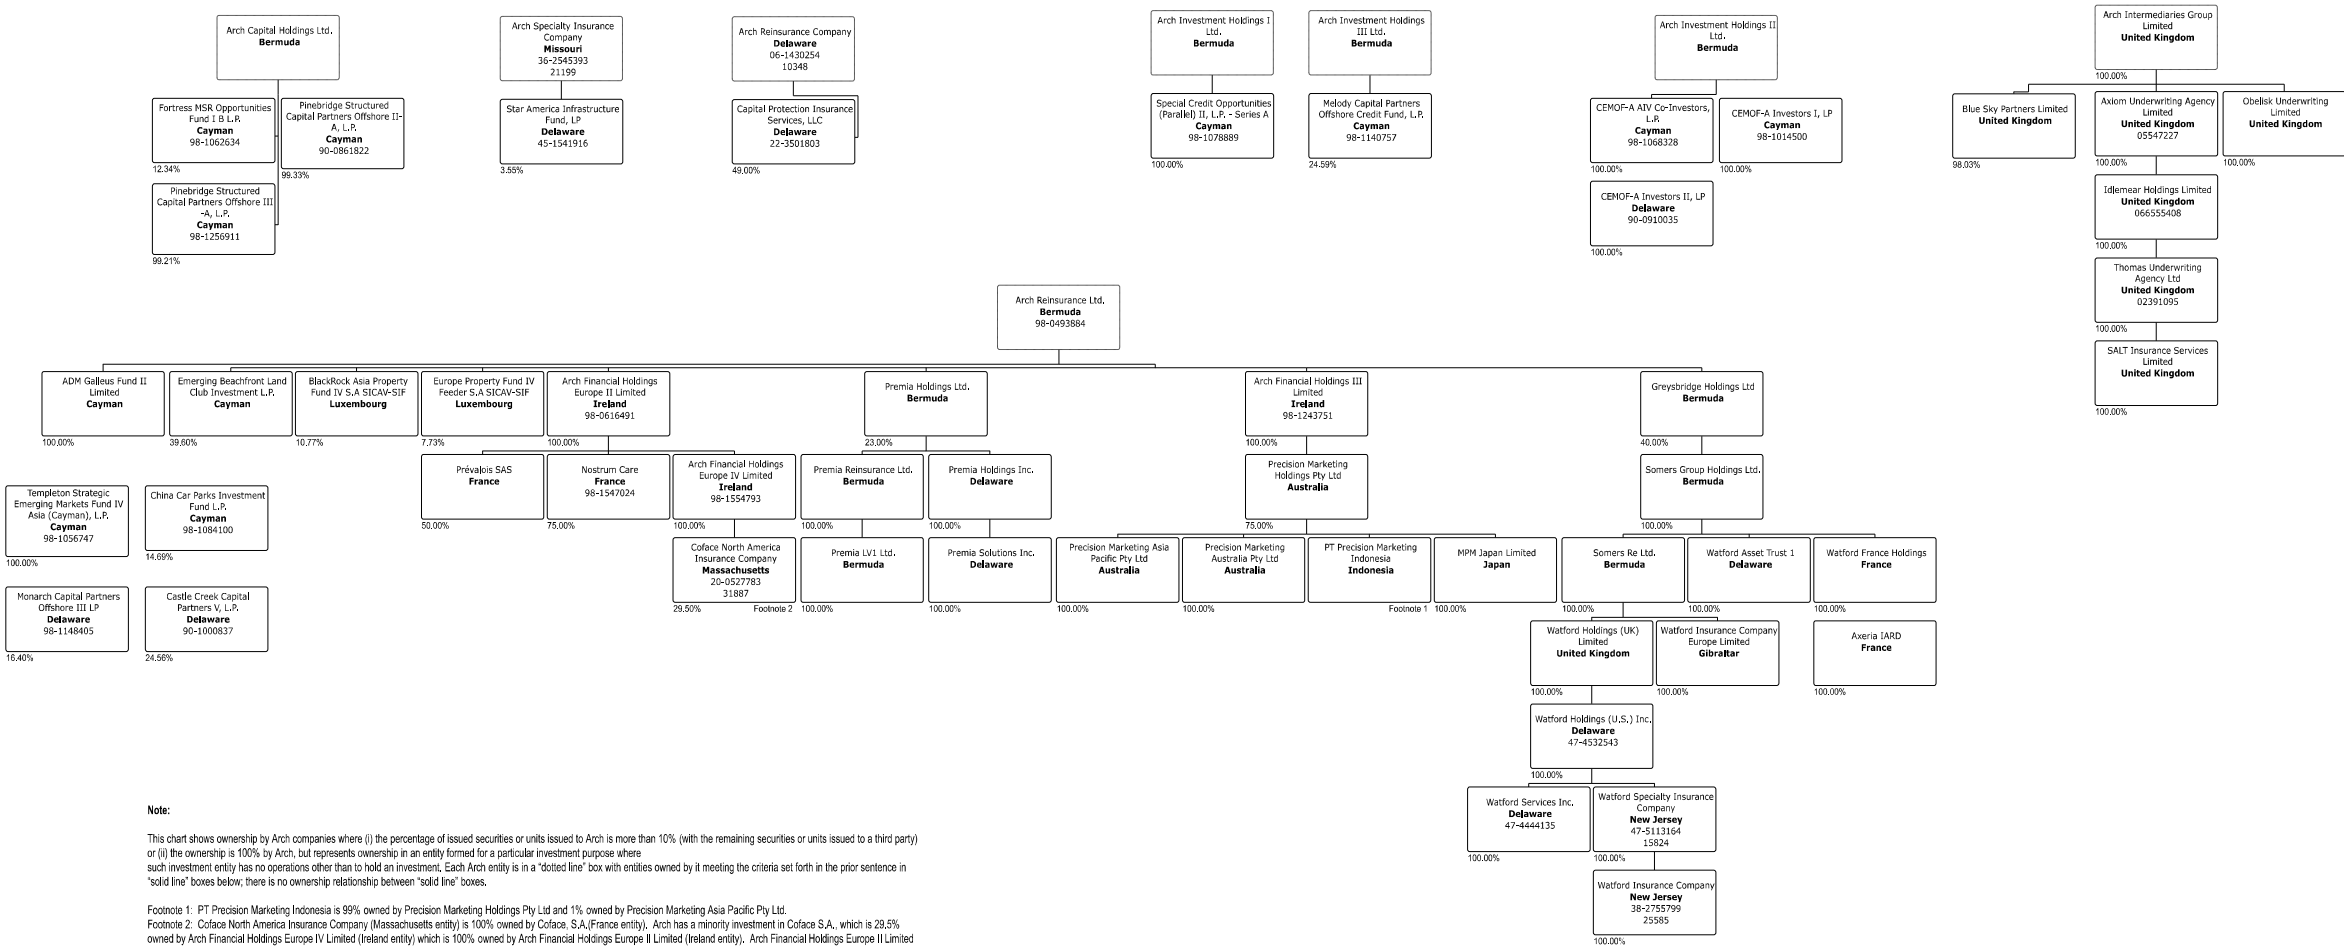 Arch Capital Holdings Ltd.
Bermuda
Arch Specialty Insurance
Company
Missouri
36-2545393
21199
Arch Reinsurance Company
Delaware
06-1430254
10348
Arch Investment Holdings I
Ltd.
Bermuda
Arch Investment Holdings
III Ltd.
Bermuda
Arch Investment Holdings II
Ltd.
Bermuda
Arch Intermediaries Group
Limited
United Kingdom
100.00%
Fortress MSR Opportunities
Fund I B L.P.
Cayman
98-1062634
12.34%
Pinebridge Structured
Capital Partners Offshore II-
A, L.P.
Cayman
90-0861822
99.33%
Star America Infrastructure
Fund, LP
Delaware
45-1541916
3.55%
Capital Protection Insurance
Services, LLC
Delaware
22-3501803
49.00%
Special Credit Opportunities
(Parallel) II, L.P. - Series A
Cayman
98-1078889
100.00%
Melody Capital Partners
Offshore Credit Fund, L.P.
Cayman
98-1140757
24.59%
CEMOF-A AIV Co-Investors,
L.P.
Cayman
98-1068328
100.00%
CEMOF-A Investors I, LP
Cayman
98-1014500
100.00%
Blue Sky Partners Limited
United Kingdom
98.03%
Axiom Underwriting Agency
Limited
United Kingdom
05547227
100.00%
Obelisk Underwriting
Limited
United Kingdom
100.00%
Pinebridge Structured
Capital Partners Offshore III
-A, L.P.
Cayman
98-1256911
99.21%
CEMOF-A Investors II, LP
Delaware
90-0910035
100.00%
Idlemear Holdings Limited
United Kingdom
066555408
100.00%
Thomas Underwriting
Agency Ltd
United Kingdom
02391095
100.00%
SALT Insurance Services
Limited
United Kingdom
100.00%
Arch Reinsurance Ltd.
Bermuda
98-0493884
ADM Galleus Fund II
Limited
Cayman
100.00%
Emerging Beachfront Land
Club Investment L.P.
Cayman
39.60%
BlackRock Asia Property
Fund IV S.A SICAV-SIF
Luxembourg
10.77%
Europe Property Fund IV
Feeder S.A SICAV-SIF
Luxembourg
7.73%
Arch Financial Holdings
Europe II Limited
Ireland
98-0616491
100.00%
Premia Holdings Ltd.
Bermuda
23.00%
Arch Financial Holdings III
Limited
Ireland
98-1243751
100.00%
Greysbridge Holdings Ltd
Bermuda
40.00%
Prévalois SAS
France
50.00%
Nostrum Care
France
98-1547024
75.00%
Arch Financial Holdings
Europe IV Limited
Ireland
98-1554793
100.00%
Premia Reinsurance Ltd.
Bermuda
100.00%
Premia Holdings Inc.
Delaware
100.00%
Precision Marketing
Holdings Pty Ltd
Australia
75.00%
Somers Group Holdings Ltd.
Bermuda
100.00%
Templeton Strategic
Emerging Markets Fund IV
Asia (Cayman), L.P.
Cayman
98-1056747
100.00%
China Car Parks Investment
Fund L.P.
Cayman
98-1084100
14.69%
Coface North America
Insurance Company
Massachusetts
20-0527783
31887
29.50% Footnote 2
Premia LV1 Ltd.
Bermuda
100.00%
Premia Solutions Inc.
Delaware
100.00%
Precision Marketing Asia
Pacific Pty Ltd
Australia
100.00%
Precision Marketing
Australia Pty Ltd
Australia
100.00%
PT Precision Marketing
Indonesia
Indonesia
Footnote 1
MPM Japan Limited
Japan
100.00%
Somers Re Ltd.
Bermuda
100.00%
Watford Asset Trust 1
Delaware
100.00%
Watford France Holdings
France
100.00%
Monarch Capital Partners
Offshore III LP
Delaware
98-1148405
16.40%
Castle Creek Capital
Partners V, L.P.
Delaware
90-1000837
24.56%
Watford Holdings (UK)
Limited
United Kingdom
100.00%
Watford Insurance Company
Europe Limited
Gibraltar
100.00%
Axeria IARD
France
100.00%
Watford Holdings (U.S.) Inc.
Delaware
47-4532543
100.00%
Watford Services Inc.
Delaware
47-4444135
100.00%
Watford Specialty Insurance
Company
New Jersey
47-5113164
15824
100.00%
Watford Insurance Company
New Jersey
38-2755799
25585
100.00%
Note:
This chart shows ownership by Arch companies where (i) the percentage of issued securities or units issued to Arch is more than 10% (with the remaining securities or units issued to a third party)
or (ii) the ownership is 100% by Arch, but represents ownership in an entity formed for a particular investment purpose where
such investment entity has no operations other than to hold an investment. Each Arch entity is in a "dotted line" box with entities owned by it meeting the criteria set forth in the prior sentence in
"solid line" boxes below; there is no ownership relationship between "solid line" boxes.
Footnote 1: PT Precision Marketing Indonesia is 99% owned by Precision Marketing Holdings Pty Ltd and 1% owned by Precision Marketing Asia Pacific Pty Ltd.
Footnote 2: Coface North America Insurance Company (Massachusetts entity) is 100% owned by Coface, S.A.(France entity). Arch has a minority investment in Coface S.A., which is 29.5%
owned by Arch Financial Holdings Europe IV Limited (Ireland entity) which is 100% owned by Arch Financial Holdings Europe II Limited (Ireland entity). Arch Financial Holdings Europe II Limited